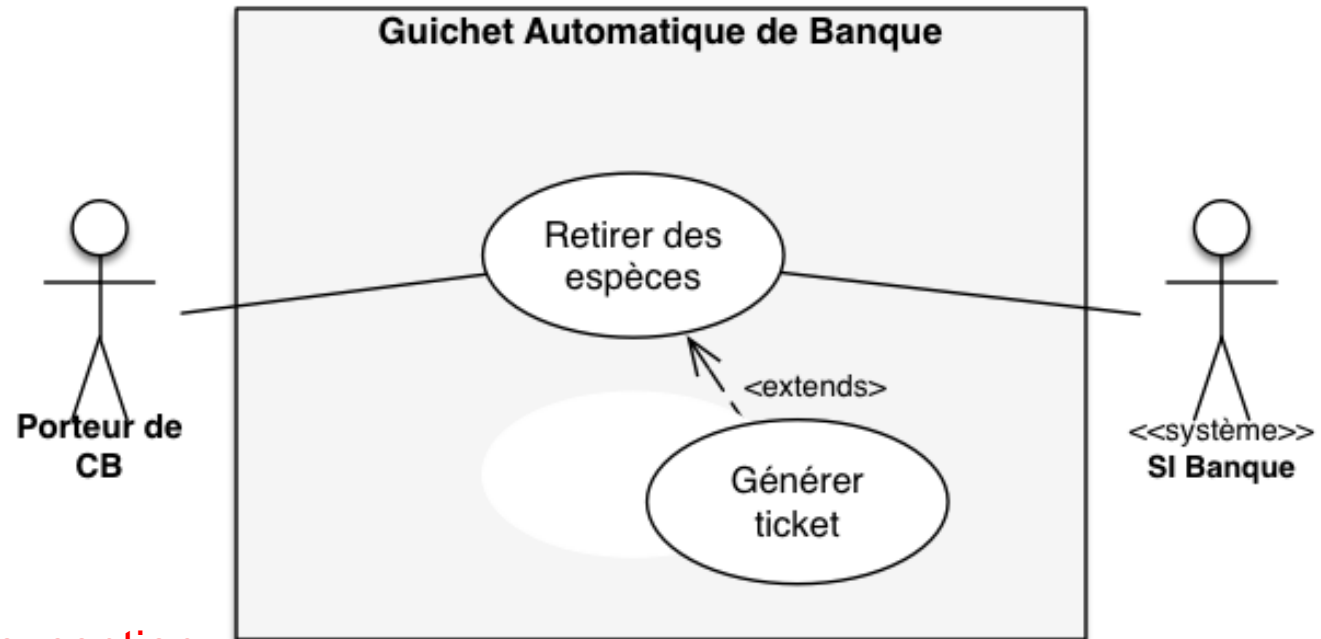 Guichet Automatique de Banque
Retirer des
espèces
<extends>
Porteur de
CB
<<système>>
SI Banque
Générer
ticket